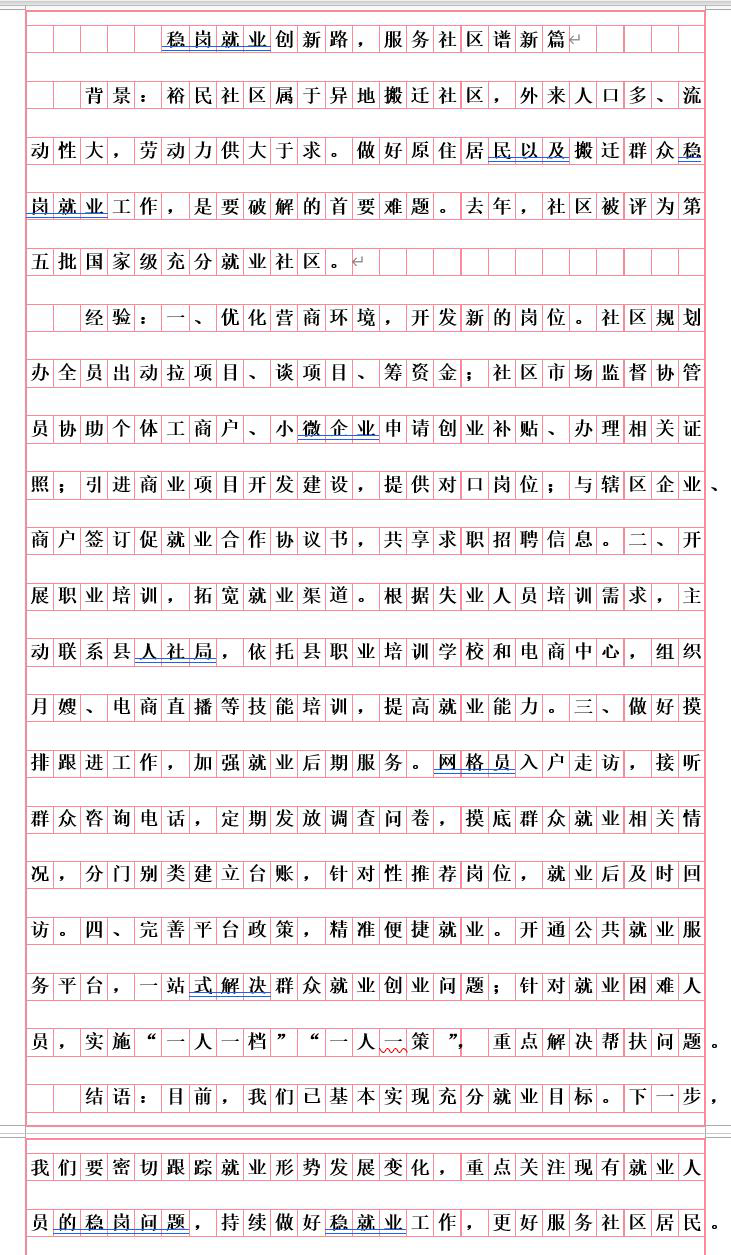 稳岗就业创新路，服务社区谱新篇
背景：裕民社区属于异地搬迁社区，外来人口多、流
动性大，劳动力供大于求。做好原住居民以及搬迁群众稳
岗就业工作，是要破解的首要难题。去年，社区被评为第
五批国家级充分就业社区。
经验：一、优化营商环境，开发新的岗位。社区规划
办全员出动拉项目、谈项目、筹资金；社区市场监督协管
员协助个体工商户、小微企业申请创业补贴、办理相关证
照；引进商业项目开发建设，提供对口岗位；与辖区企业、
商户签订促就业合作协议书，共享求职招聘信息。二、开
展职业培训，拓宽就业渠道。根据失业人员培训需求，主
动联系县人社局，依托县职业培训学校和电商中心，组织
月嫂、电商直播等技能培训，提高就业能力。三、做好摸
排跟进工作，加强就业后期服务。网格员入户走访，接听
群众咨询电话，定期发放调查问卷，摸底群众就业相关情
况，分门别类建立台账，针对性推荐岗位，就业后及时回
访。四、完善平台政策，精准便捷就业。开通公共就业服
务平台，一站式解决群众就业创业问题；针对就业困难人
员，实施“一人一档”“一人一策”，重点解决帮扶问题。
结语：目前，我们已基本实现充分就业目标。下一步，
我们要密切跟踪就业形势发展变化，重点关注现有就业人
员的稳岗问题，持续做好稳就业工作，更好服务社区居民。